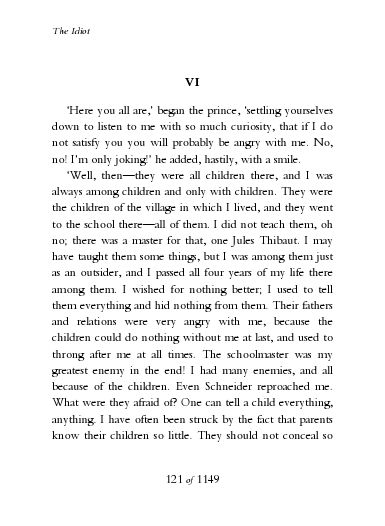 The Idiot
VI
'Here you all are,' began the prince, 'settling yourselves
down to listen to me with so much curiosity, that if I do
not satisfy you you will probably be angry with me. No,
no! I'm only joking!' he added, hastily, with a smile.
'Well, then—they were all children there, and I was
always among children and only with children. They were
the children of the village in which I lived, and they went
to the school there—all of them. I did not teach them, oh
no; there was a master for that, one Jules Thibaut. I may
have taught them some things, but I was among them just
as an outsider, and I passed all four years of my life there
among them. I wished for nothing better; I used to tell
them everything and hid nothing from them. Their fathers
and relations were very angry with me, because the
children could do nothing without me at last, and used to
throng after me at all times. The schoolmaster was my
greatest enemy in the end! I had many enemies, and all
because of the children. Even Schneider reproached me.
What were they afraid of? One can tell a child everything,
anything. I have often been struck by the fact that parents
know their children so little. They should not conceal so
121 of 1149